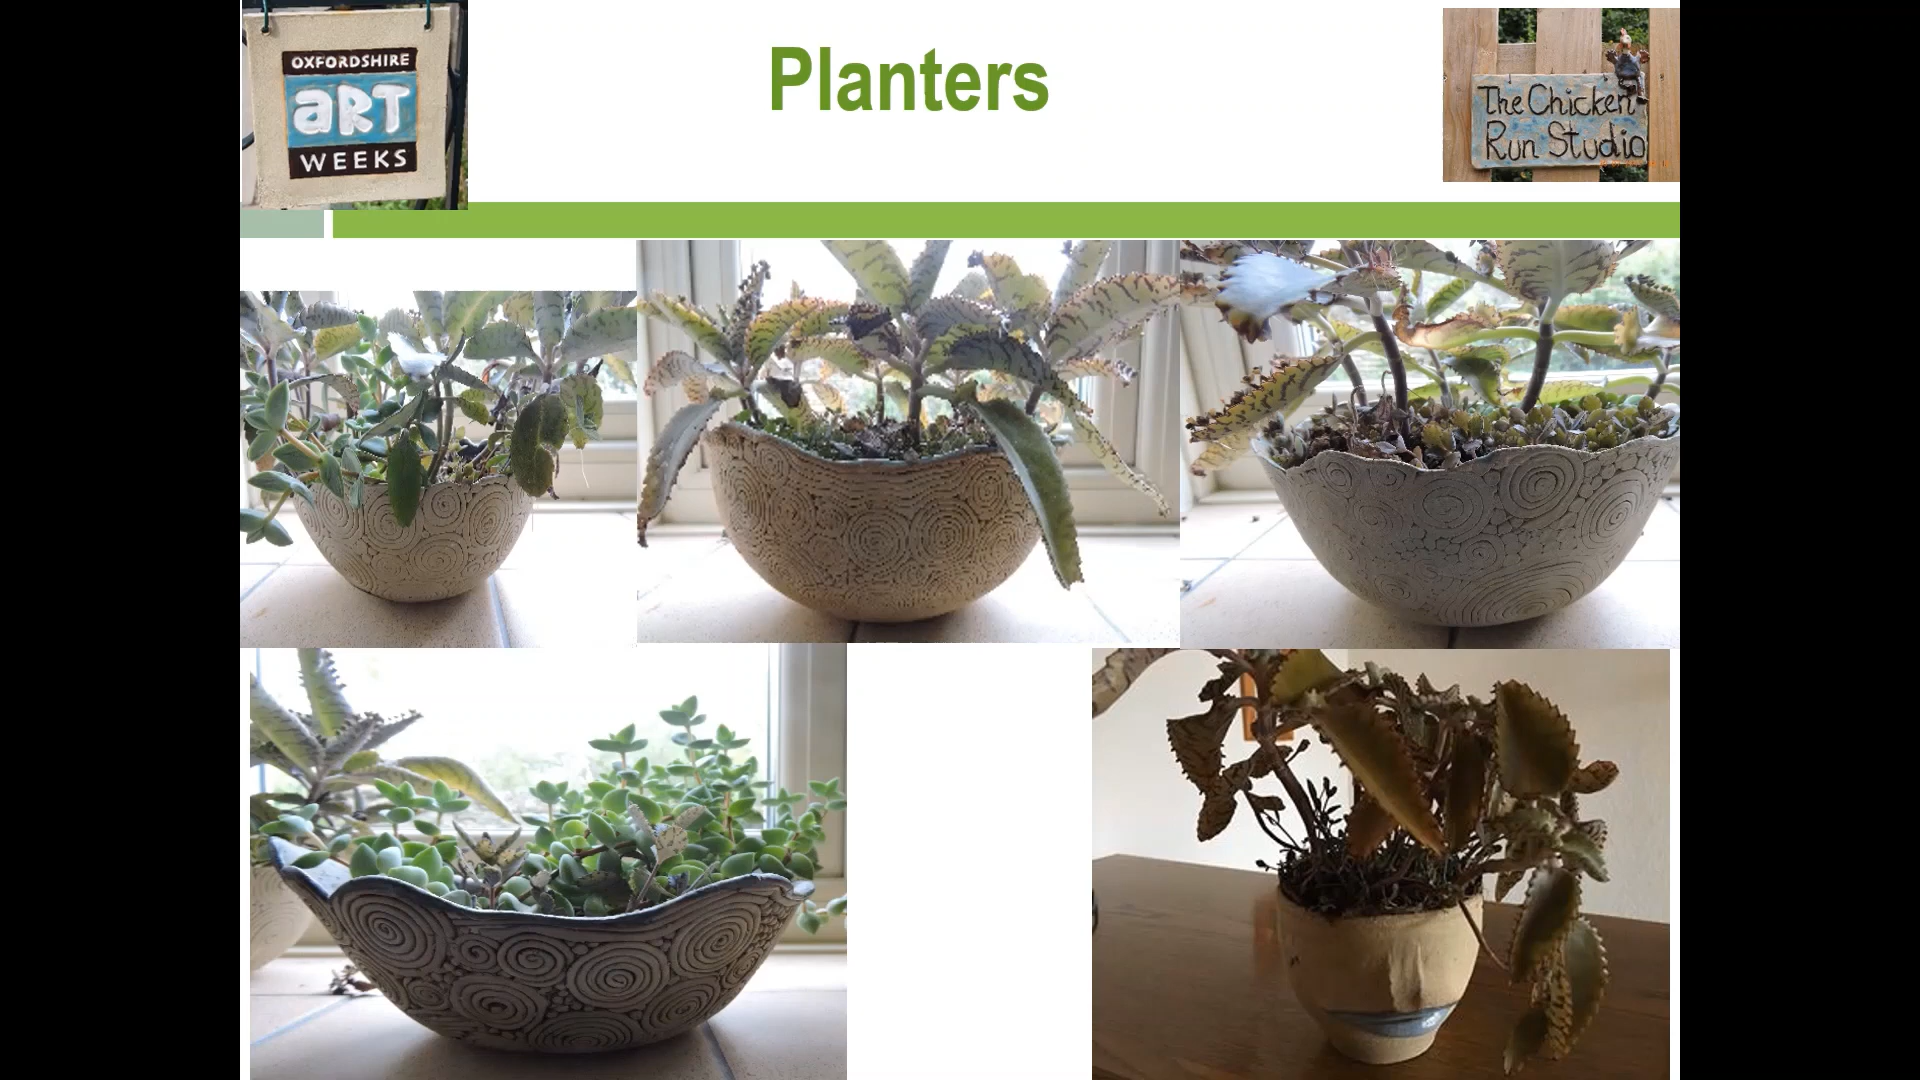 OXFORDSHIRE
aRT
WEEKS
Planters
The Chicken
Run Studio